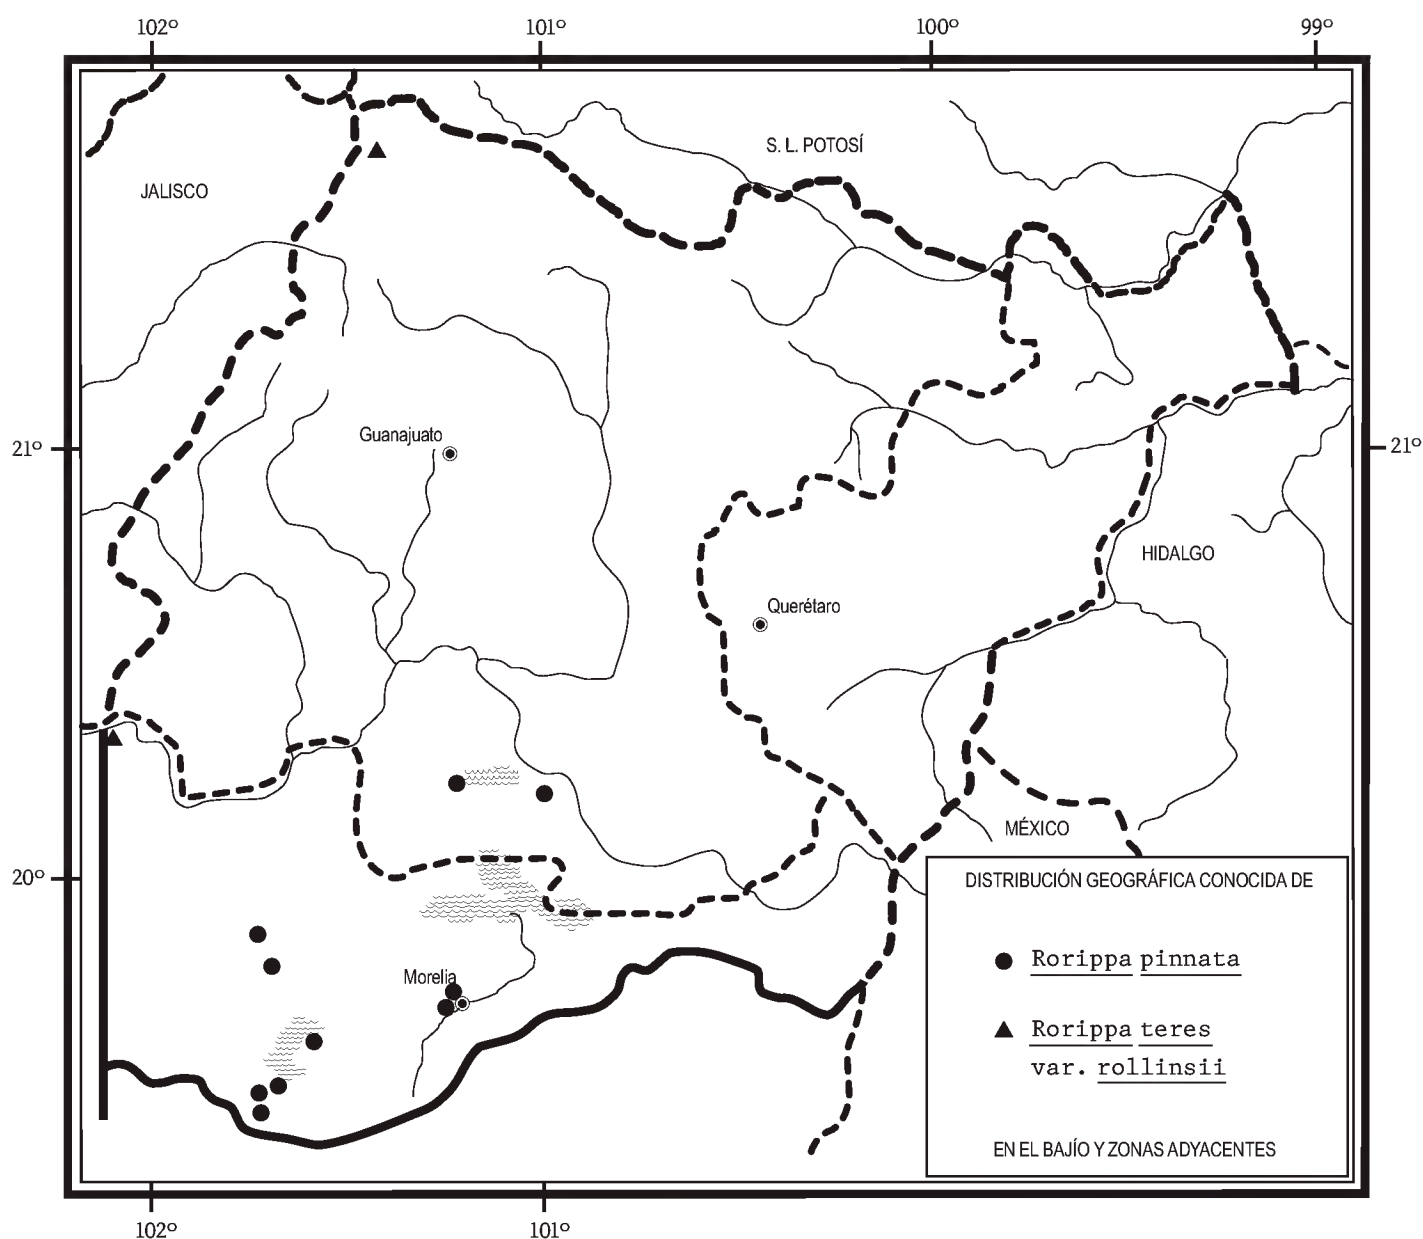 102º 101º 100º 99º
S. L. POTOSÍ
JALISCO
Guanajuato
21º 21º
HIDALGO
Querétaro
MÉXICO
20º
DISTRIBUCIÓN GEOGRÁFICA CONOCIDA DE
Rorippa pinnata
Morelia
Rorippa teres
var. rollinsii
EN EL BAJÍO Y ZONAS ADYACENTES
102º 101º